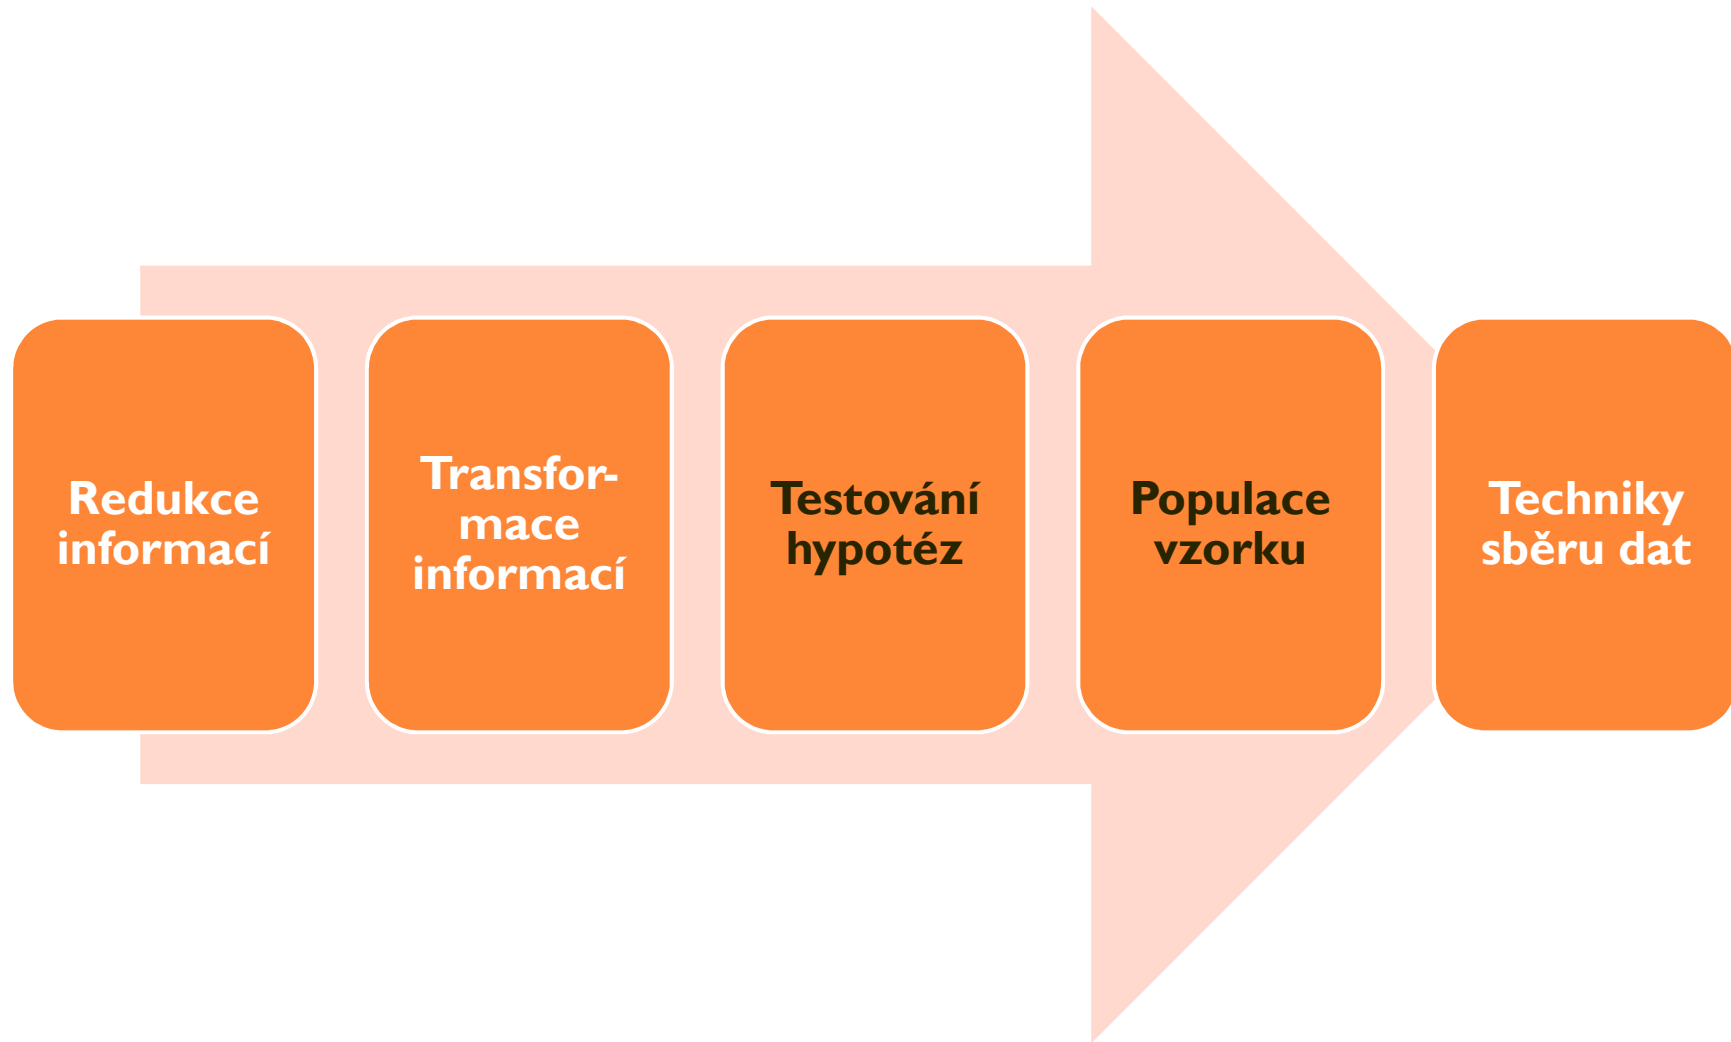 Redukce
informací
Transfor-
mace
informací
Testování
hypotéz
Populace
vzorku
Techniky
sběru dat